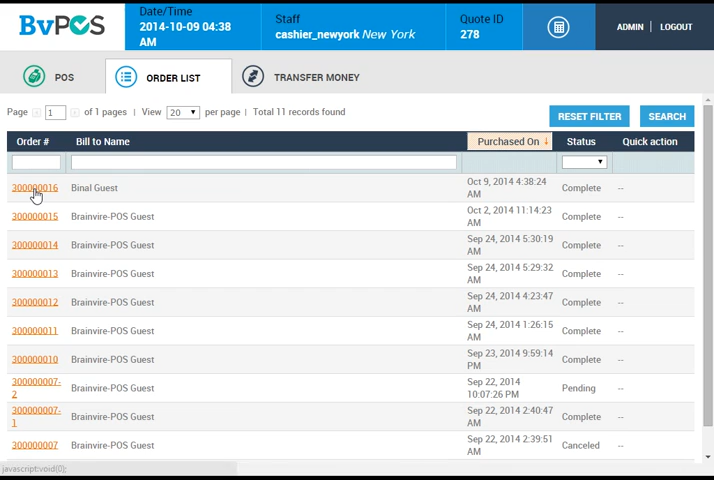 BvPOS
Date/Time
2014-10-09 04:38
AM
Staff
cashier_newyork New York
Quote ID
278
ADMIN | LOGOUT
POS
ORDER LIST
TRANSFER MONEY
Page 1 of 1 pages | View 20 per page | Total 11 records found
RESET FILTER
SEARCH
Order # Bill to Name Purchased On ↓ Status Quick action
300000016 Binal Guest Oct 9, 2014 4:38:24 AM Complete --
300000015 Brainvire-POS Guest Oct 2, 2014 11:14:23 AM Complete --
300000014 Brainvire-POS Guest Sep 24, 2014 5:30:19 AM Complete --
300000013 Brainvire-POS Guest Sep 24, 2014 5:29:32 AM Complete --
300000012 Brainvire-POS Guest Sep 24, 2014 4:23:47 AM Complete --
300000011 Brainvire-POS Guest Sep 24, 2014 1:26:15 AM Complete --
300000010 Brainvire-POS Guest Sep 23, 2014 9:59:14 PM Complete --
300000007-2 Brainvire-POS Guest Sep 22, 2014 10:07:26 PM Pending --
300000007-1 Brainvire-POS Guest Sep 22, 2014 2:40:47 AM Complete --
300000007 Brainvire-POS Guest Sep 22, 2014 2:39:51 AM Canceled --
javascript:void(0);